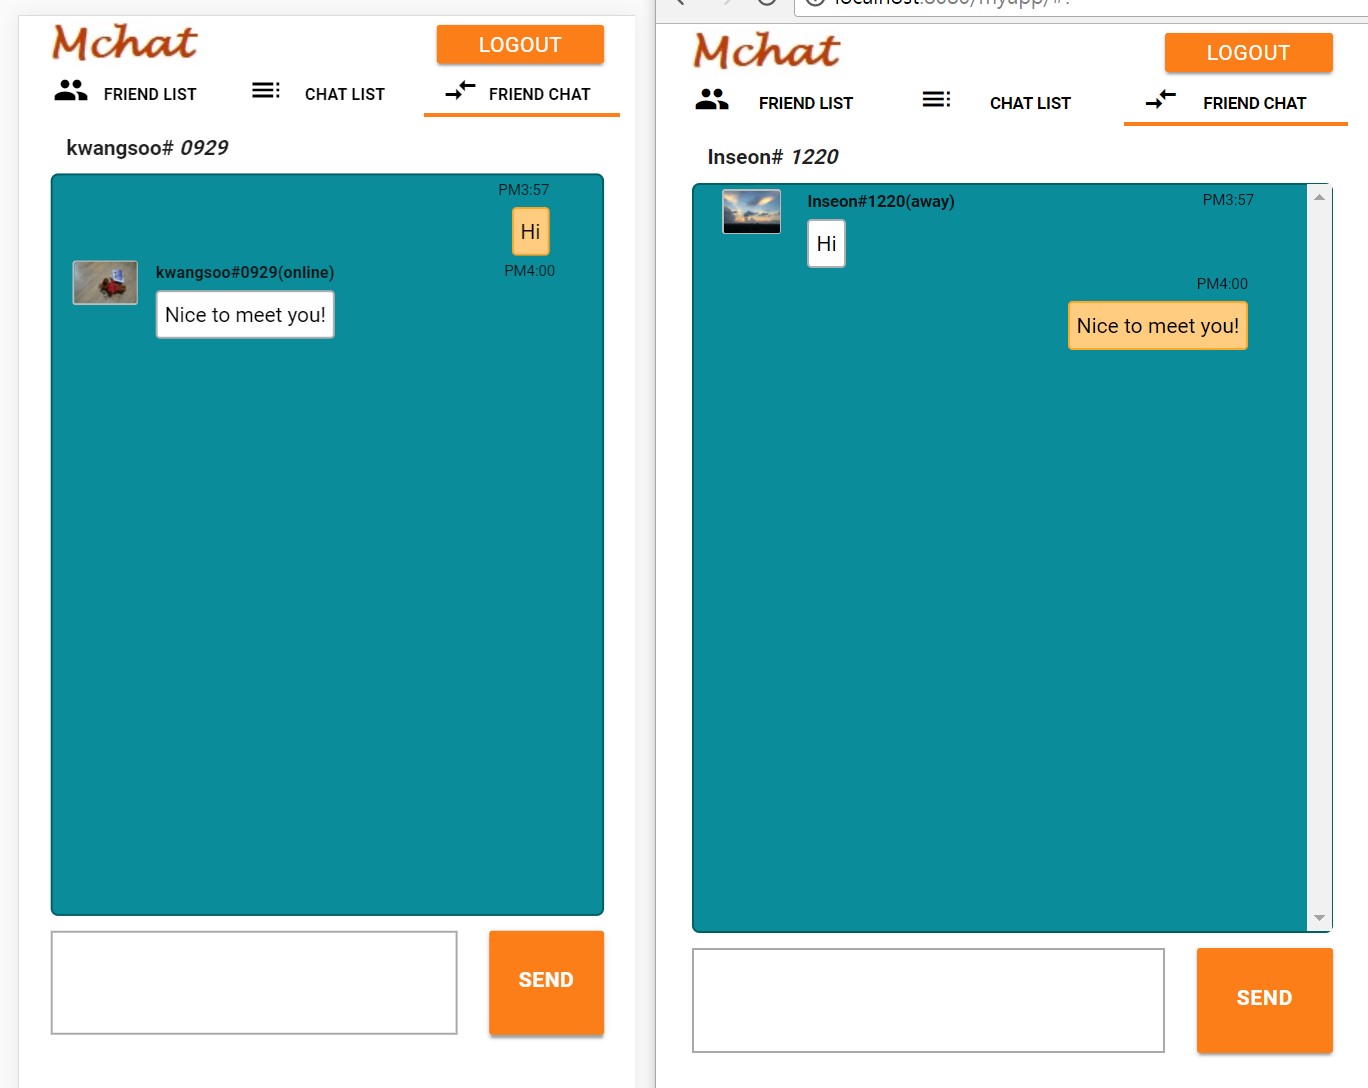 Mchat
LOGOUT
FRIEND LIST
CHAT LIST
FRIEND CHAT
kwangsoo# 0929
PM3:57
Hi
kwangsoo#0929(online)
PM4:00
Nice to meet you!
SEND
localhost:8080/myapp/#!
Mchat
LOGOUT
FRIEND LIST
CHAT LIST
FRIEND CHAT
Inseon# 1220
Inseon#1220(away)
PM3:57
Hi
PM4:00
Nice to meet you!
SEND